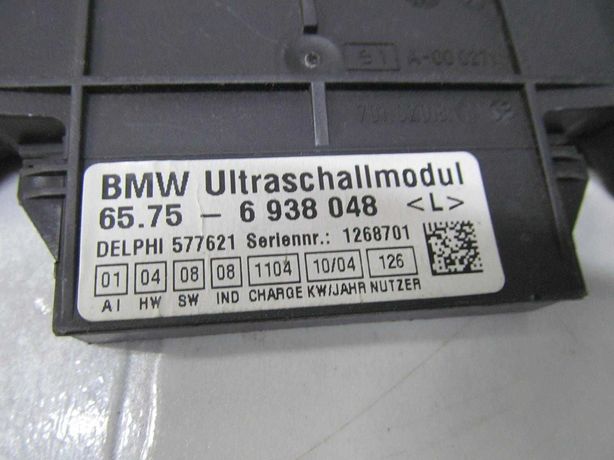 BMW Ultraschallmodul
65.75 - 6 938 048 <L>
DELPHI 577621 Seriennr.: 1268701
01 04 08 08 1104 10/04 126
AI HW SW IND CHARGE KW/JAHR NUTZER